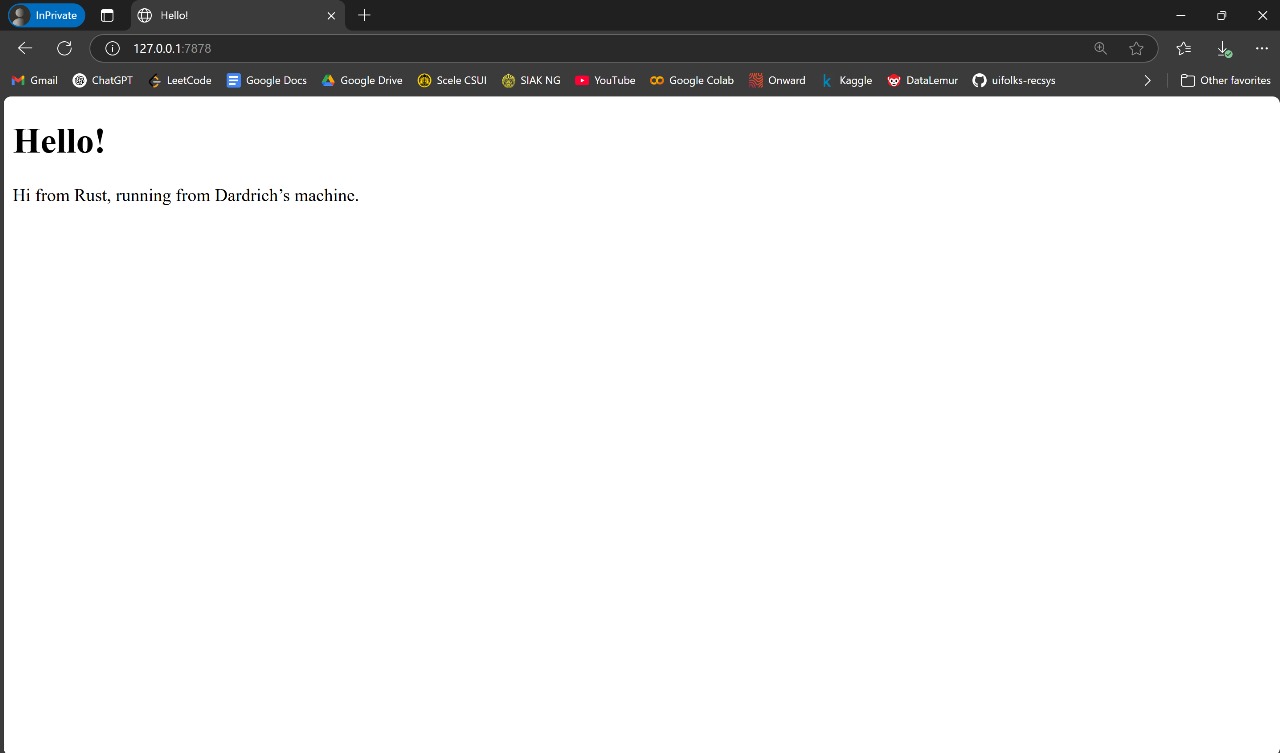 InPrivate
Hello!
127.0.0.1:7878
Gmail ChatGPT LeetCode Google Docs Google Drive Scele CSUI SIAK NG YouTube Google Colab Onward Kaggle DataLemur uifolks-recsys Other favorites
Hello!
Hi from Rust, running from Dardrich’s machine.